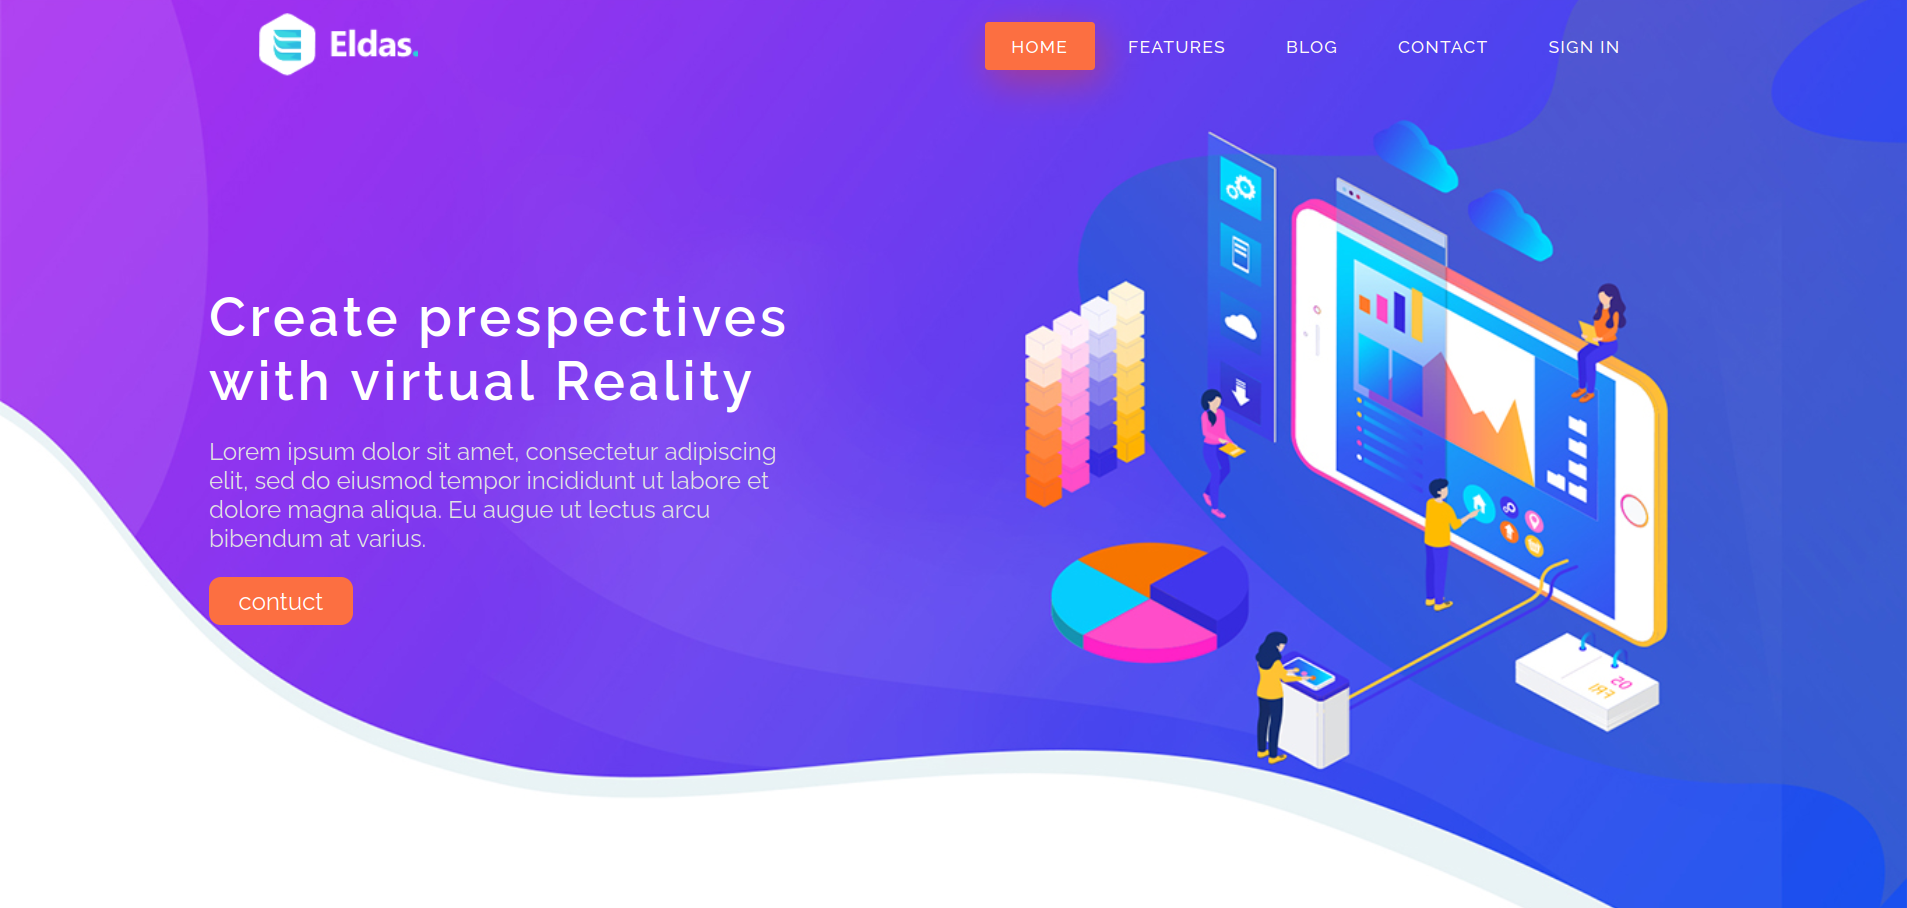 Eldas.
HOME FEATURES BLOG CONTACT SIGN IN
Create prespectives
with virtual Reality
Lorem ipsum dolor sit amet, consectetur adipiscing
elit, sed do eiusmod tempor incididunt ut labore et
dolore magna aliqua. Eu augue ut lectus arcu
bibendum at varius.
contuct
05
FRI